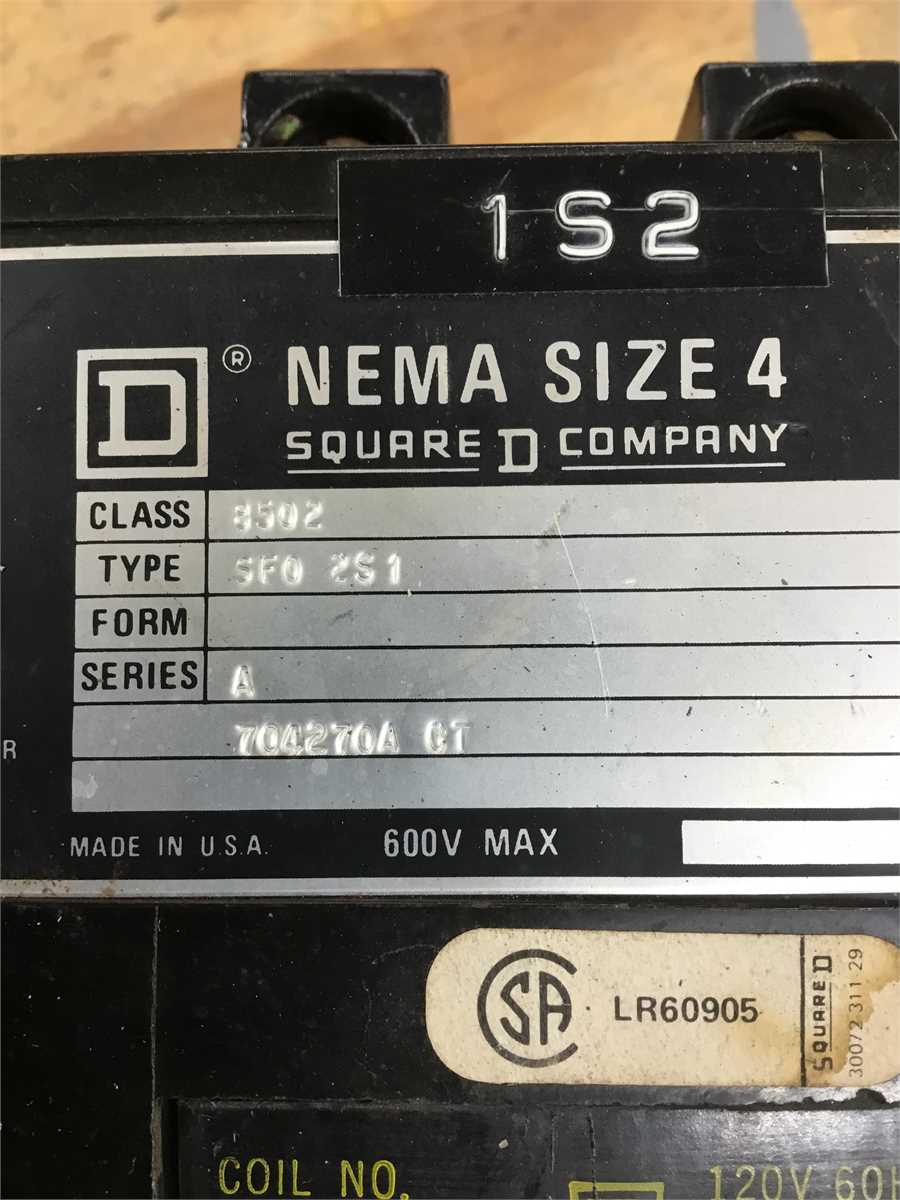 1S2
D® NEMA SIZE 4
SQUARE D COMPANY
CLASS 8502
TYPE SFO 2S1
FORM
SERIES A
704270A CT
R
MADE IN U.S.A. 600V MAX
SA LR60905
SQUARE D
30072 311 29
COIL NO. 120V 60H